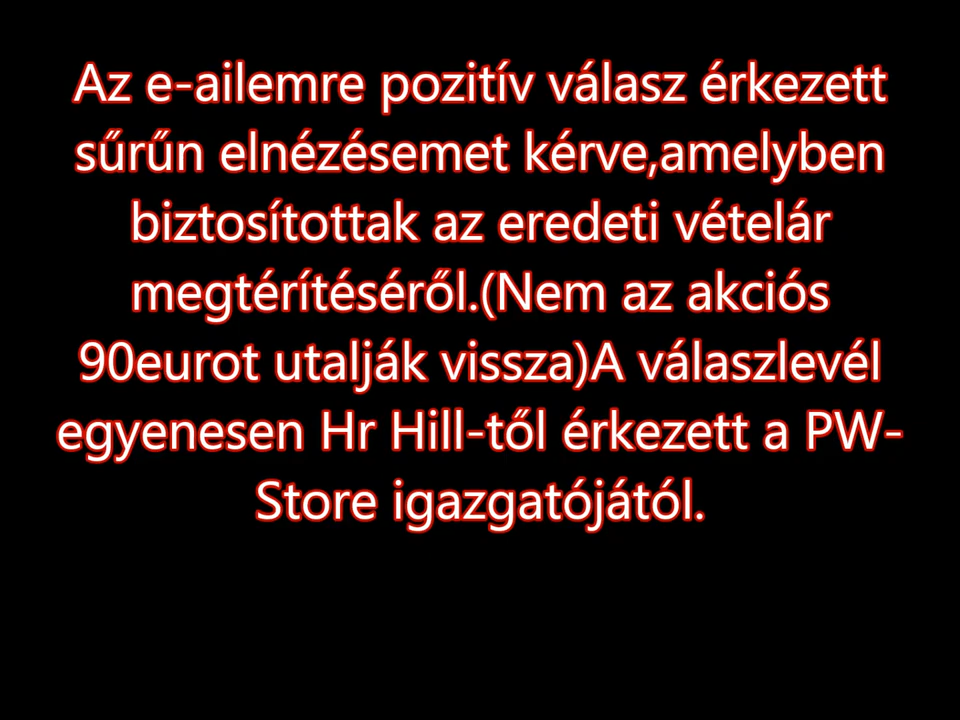 Az e-ailemre pozitív válasz érkezett
sűrűn elnézésemet kérve,amelyben
biztosítottak az eredeti vételár
megtérítéséről.(Nem az akciós
90eurot utalják vissza)A válaszlevél
egyenesen Hr Hill-től érkezett a PW-
Store igazgatójától.